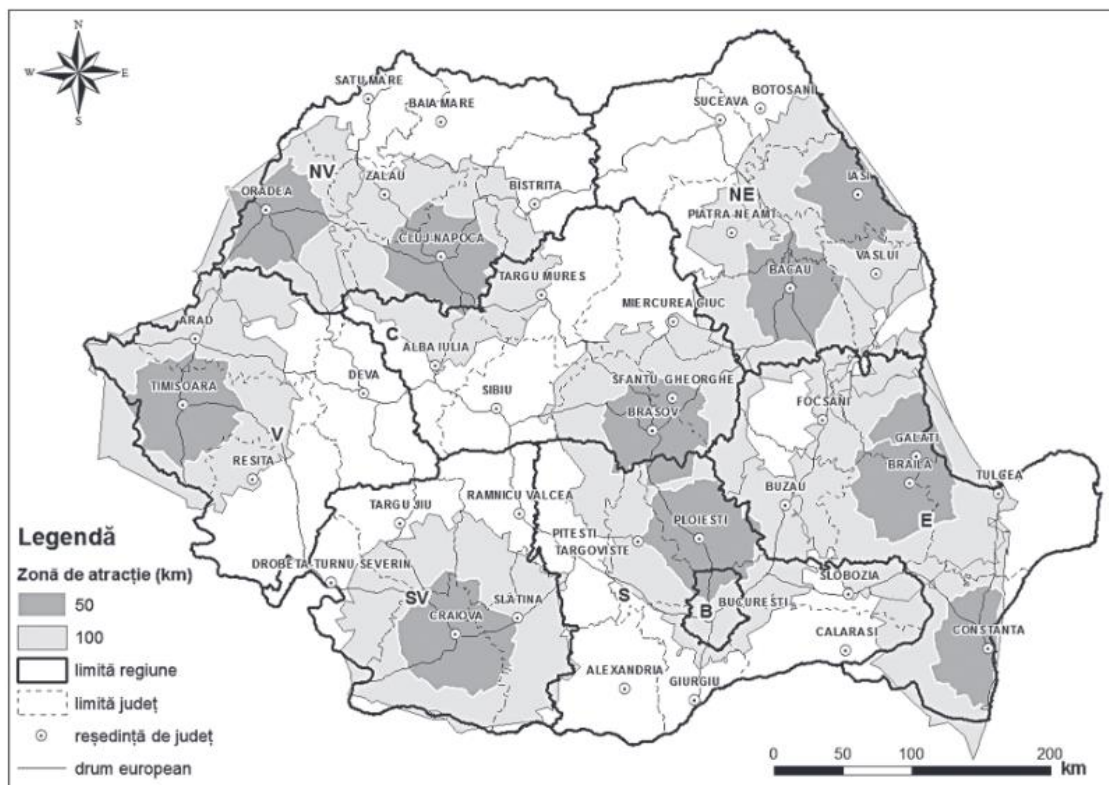 N
W E
S
SATU MARE
BAIA MARE
BOTOSANI
SUCEAVA
NV
ZALAU
ORADEA
BISTRITA
CLUJ-NAPOCA
NE
IASI
PIATRA-NEAMT
VASLUI
BACAU
TARGU MURES
MIERCUREA CIUC
ARAD
C
ALBA IULIA
TIMISOARA
DEVA
SIBIU
SFANTU GHEORGHE
BRASOV
FOCSANI
V
RESITA
GALATI
BRAILA
TULCEA
E
BUZAU
TARGU JIU
RAMNICU VALCEA
PITESTI
PLOIESTI
TARGOVISTE
DROBETA-TURNU SEVERIN
SV
SLATINA
CRAIOVA
S
B
BUCURESTI
SLOBOZIA
CALARASI
CONSTANTA
ALEXANDRIA
GIURGIU
Legendă
Zonă de atracție (km)
50
100
limită regiune
limită județ
reședință de județ
drum european
0 50 100 200
km